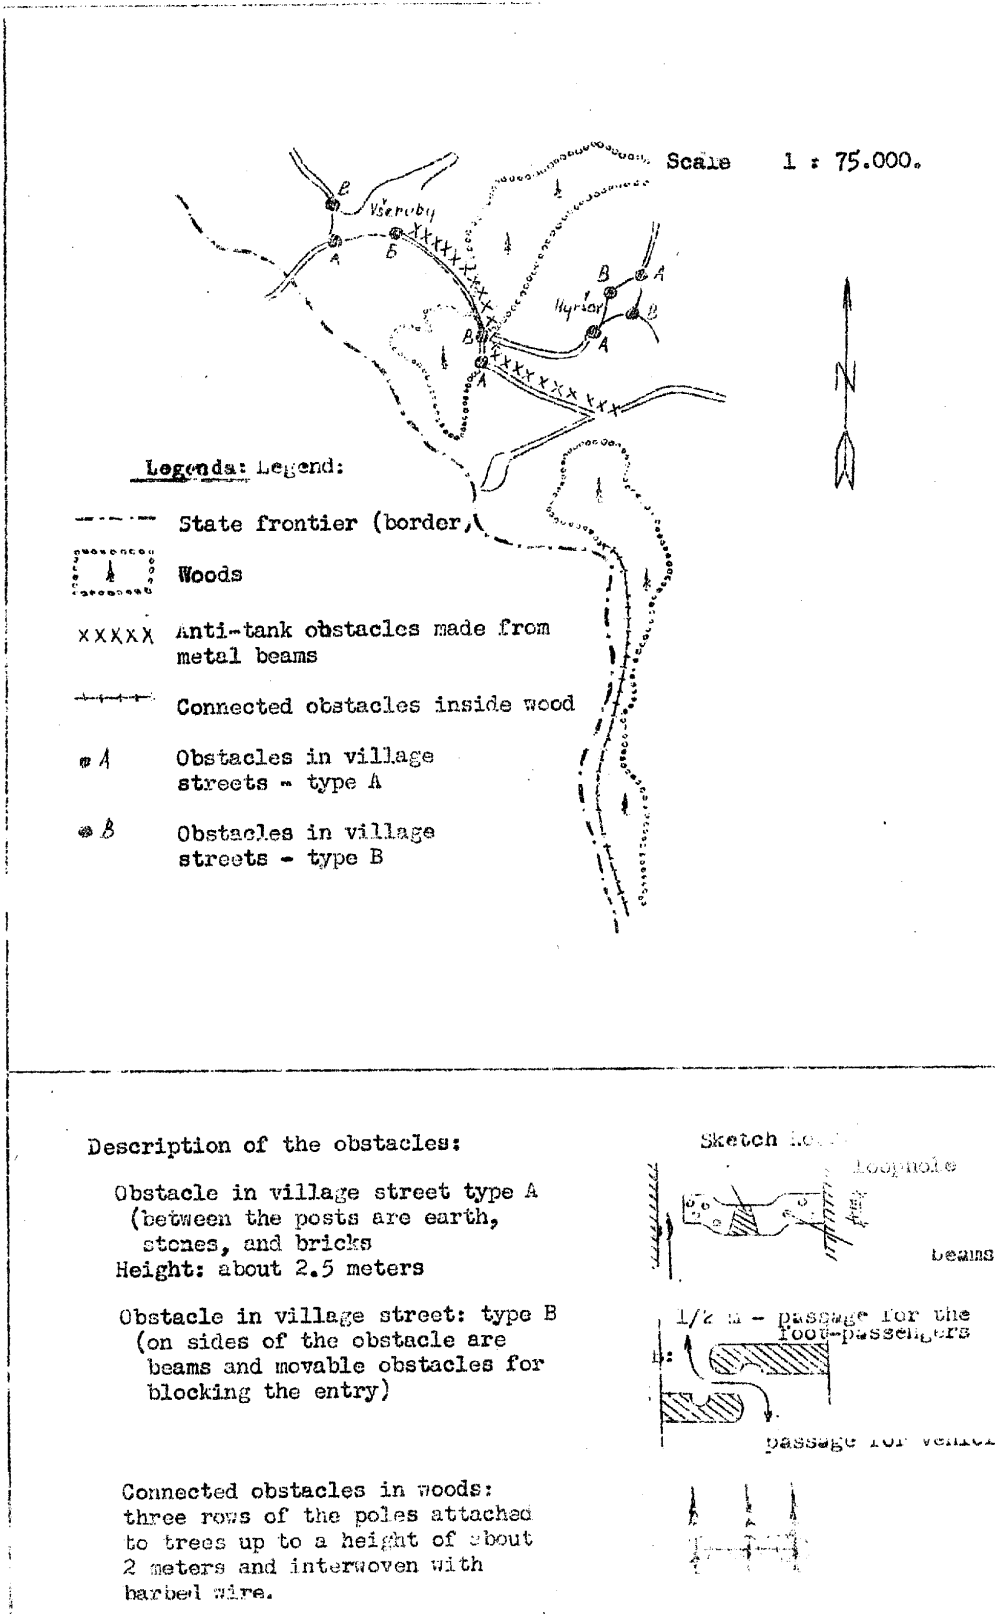 Scale 1 : 75.000.
B
Všeruby
A
Б
B
A
Hyršov
B
A
B
A
N
Legenda: Legend:
State frontier (border)
Woods
xxxxx Anti-tank obstacles made from
metal beams
Connected obstacles inside wood
A Obstacles in village
streets - type A
B Obstacles in village
streets - type B
Description of the obstacles:
Sketch
loophole
Obstacle in village street type A
(between the posts are earth,
stones, and bricks
Height: about 2.5 meters
beams
Obstacle in village street: type B
(on sides of the obstacle are
beams and movable obstacles for
blocking the entry)
1/2 m - passage for the
foot-passengers
passage for
Connected obstacles in woods:
three rows of the poles attached
to trees up to a height of about
2 meters and interwoven with
barbed wire.